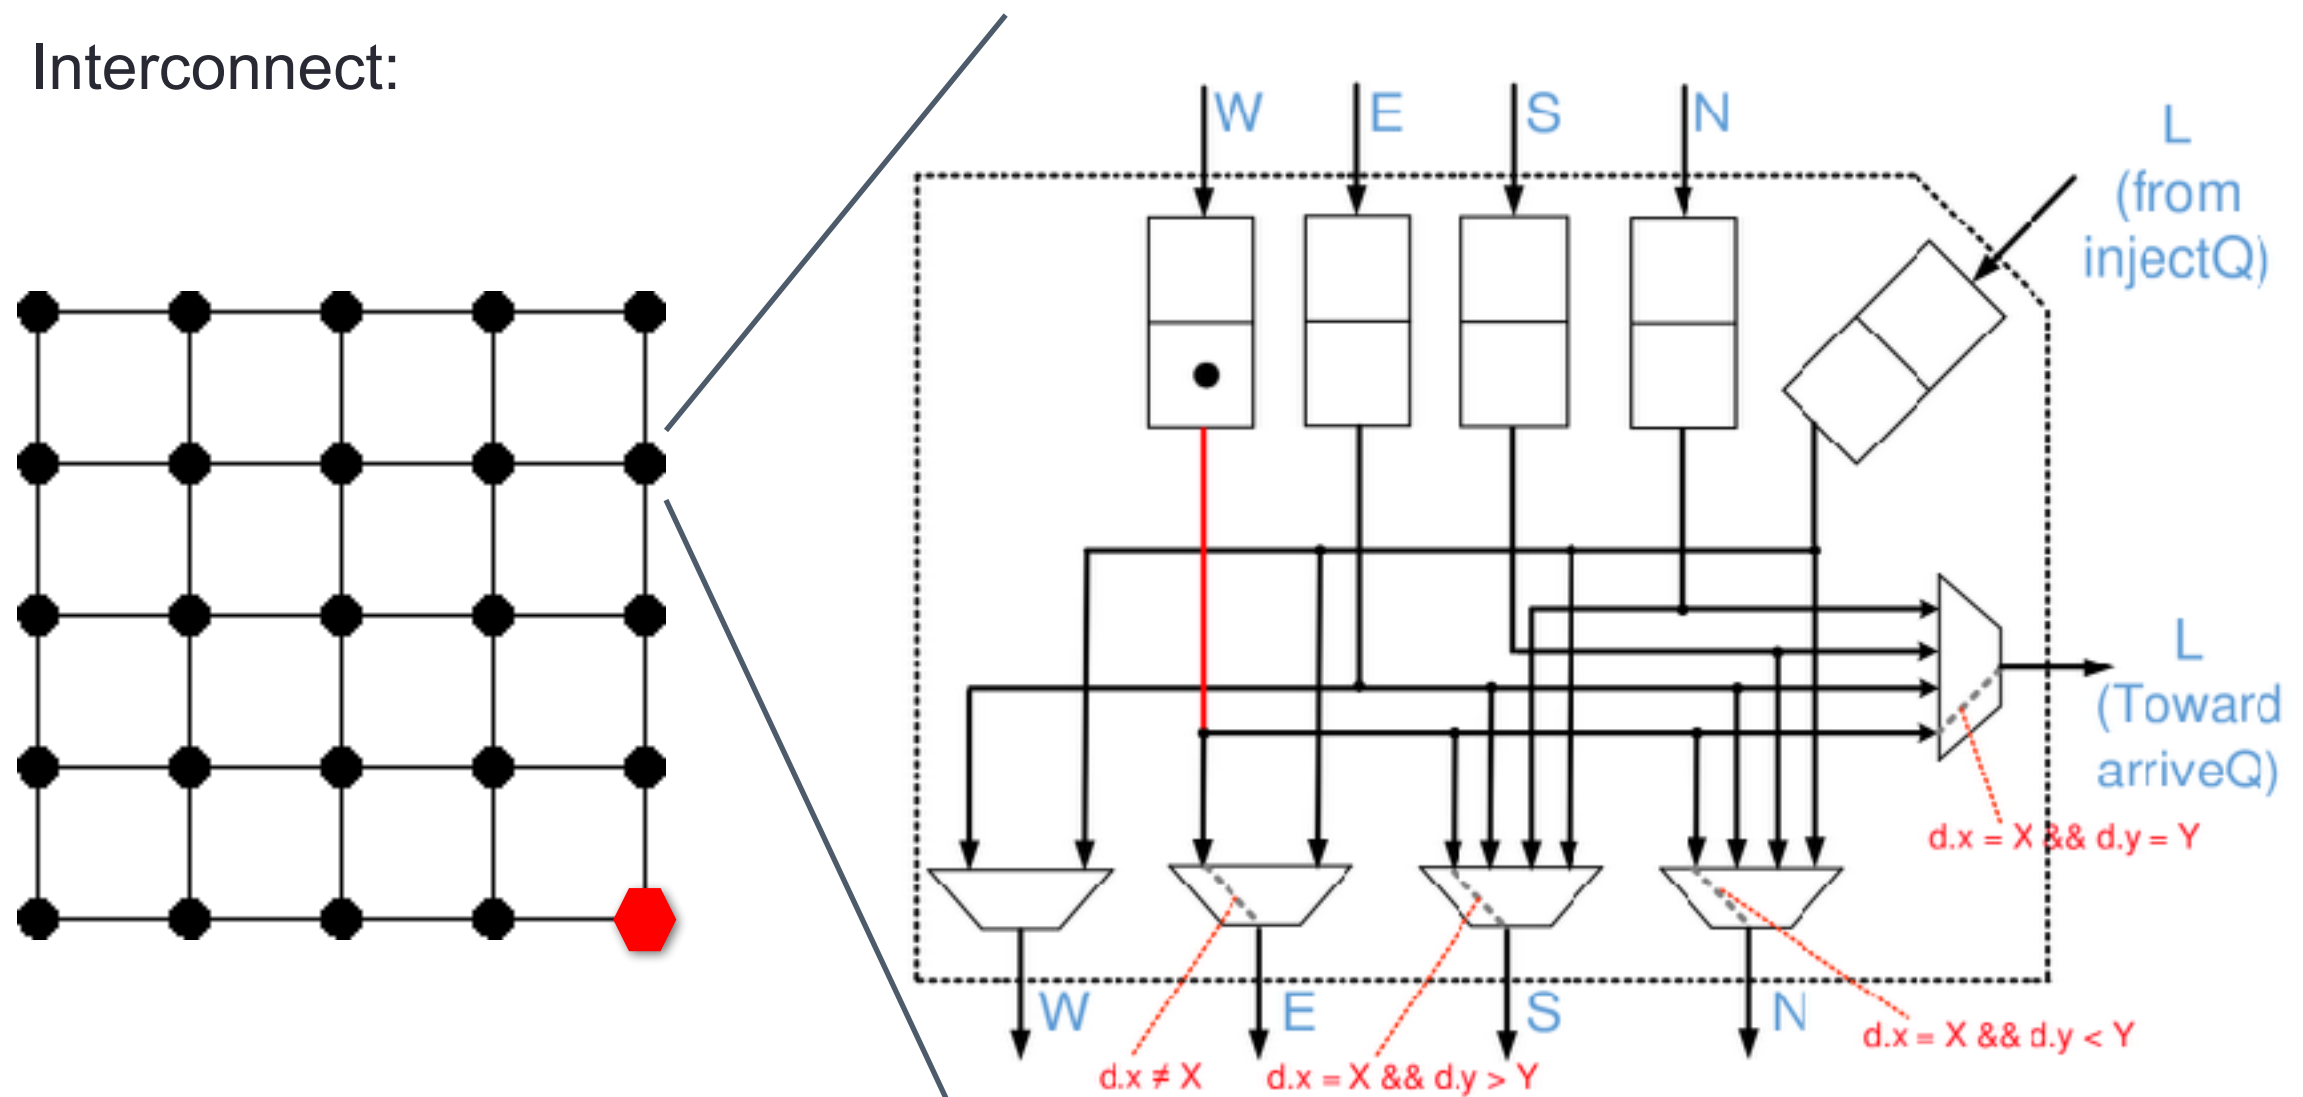 Interconnect:
W
E
S
N
L
(from
injectQ)
L
(Toward
arriveQ)
d.x = X && d.y = Y
W
E
S
N
d.x = X && d.y < Y
d.x ≠ X
d.x = X && d.y > Y